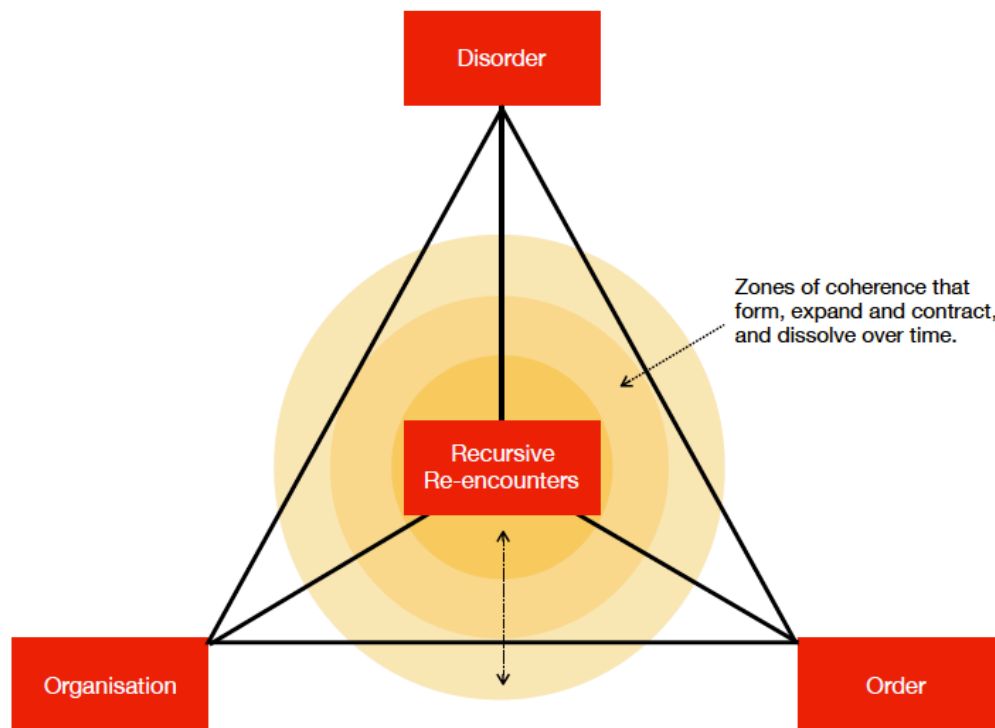 Disorder
Zones of coherence that
form, expand and contract,
and dissolve over time.
Recursive
Re-encounters
Organisation
Order